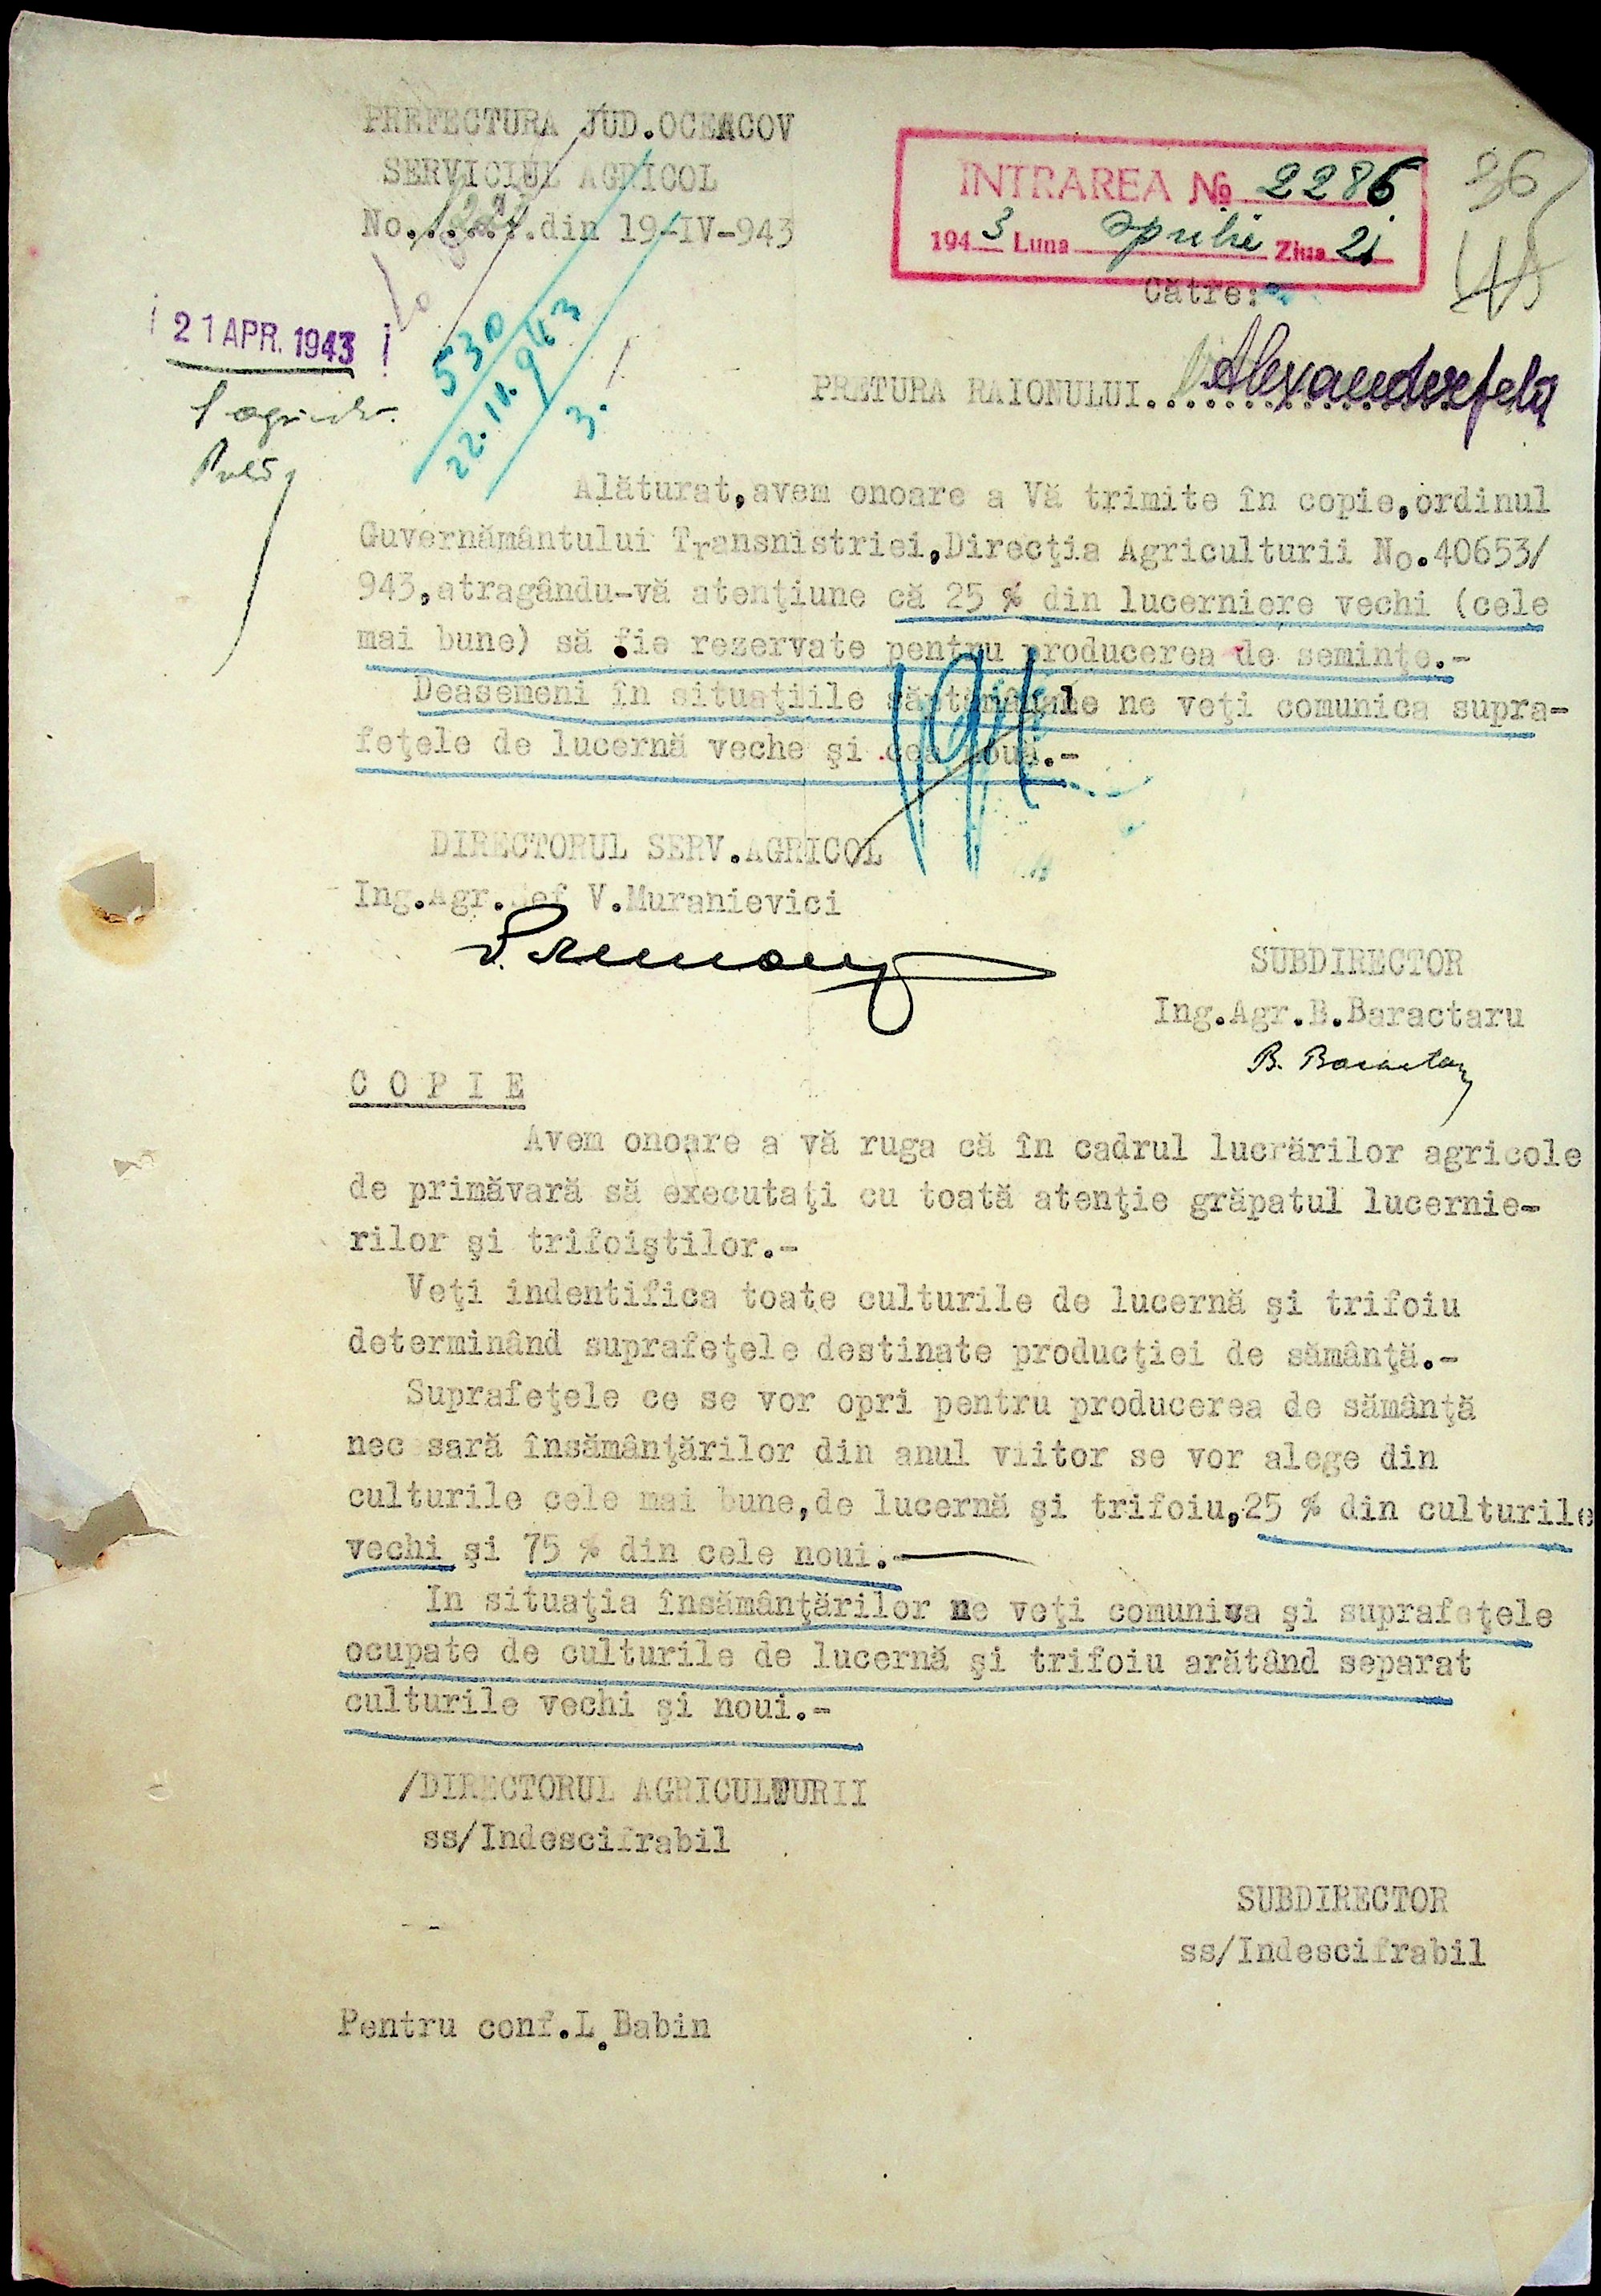 PREFECTURA JUD.OCEACOV
SERVICIUL AGRICOL
No. din 19-IV-943
INTRAREA № 2286
1943 Luna Aprilie Ziua 21
36
45
Către:
21 APR. 1943
530
22.IV.943
3.
PRETURA RAIONULUI. Alexanderfeld
Alăturat,avem onoare a Vă trimite în copie,ordinul
Guvernământului Transnistriei,Direcţia Agriculturii No.40653/
943,atragându-vă atenţiune că 25 % din lucerniere vechi (cele
mai bune) să fie rezervate pentru producerea de seminţe.-
Deasemeni în situaţiile săptămânale ne veţi comunica supra-
feţele de lucernă veche şi cea nouă.-
DIRECTORUL SERV.AGRICOL
Ing.Agr.Şef V.Muranievici
SUBDIRECTOR
Ing.Agr.B.Baractaru
B. Baractaru
C O P I E
Avem onoare a vă ruga că în cadrul lucrărilor agricole
de primăvară să executaţi cu toată atenţie grăpatul lucernie-
rilor şi trifoiştilor.-
Veţi indentifica toate culturile de lucernă şi trifoiu
determinând suprafeţele destinate producţiei de sămânţă.-
Suprafeţele ce se vor opri pentru producerea de sămânţă
necesară însămânţărilor din anul viitor se vor alege din
culturile cele mai bune,de lucernă şi trifoiu,25 % din culturile
vechi şi 75 % din cele noui.-
In situaţia însămânţărilor ne veţi comuniva şi suprafeţele
ocupate de culturile de lucernă şi trifoiu arătând separat
culturile vechi şi noui.-
/DIRECTORUL AGRICULTURII
ss/Indescifrabil
SUBDIRECTOR
ss/Indescifrabil
Pentru conf.L.Babin